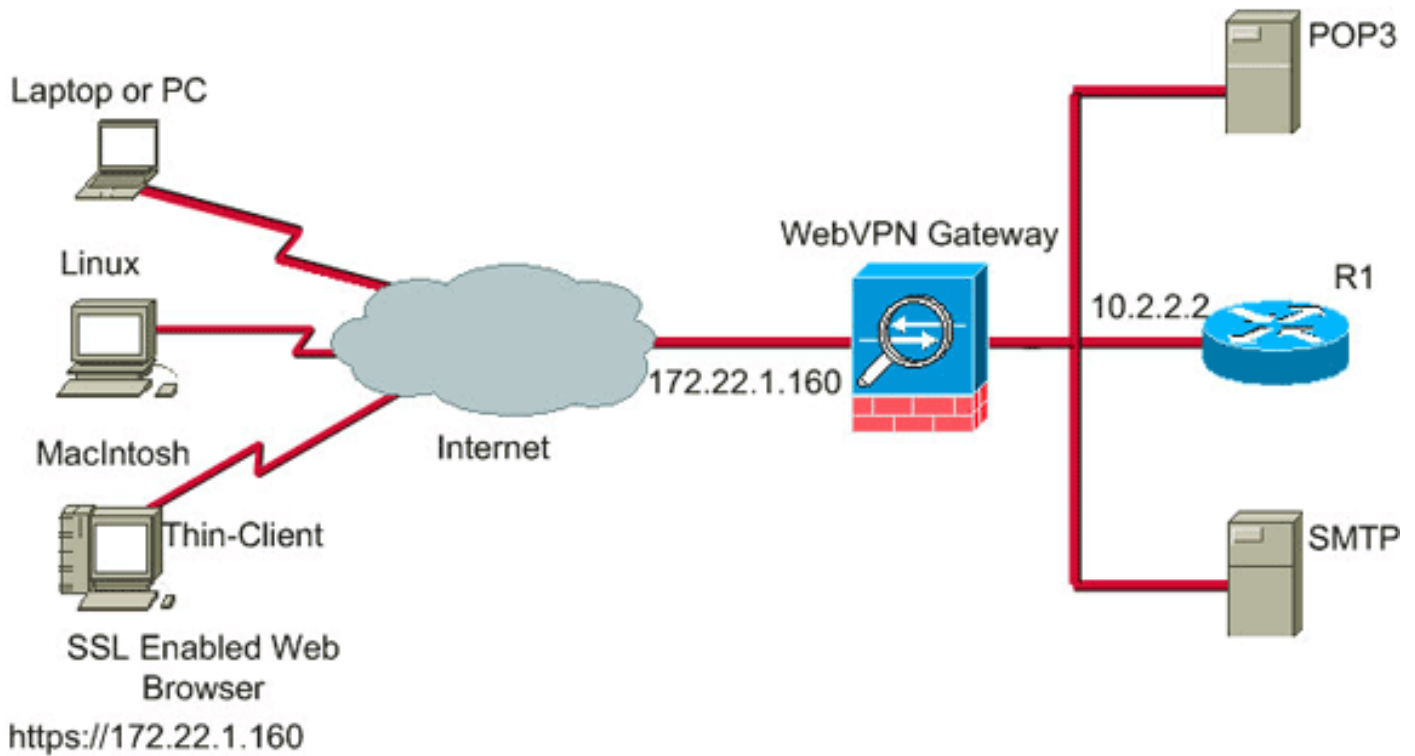 Laptop or PC
Linux
MacIntosh
Thin-Client
SSL Enabled Web
Browser
https://172.22.1.160
Internet
172.22.1.160
WebVPN Gateway
10.2.2.2
POP3
R1
SMTP